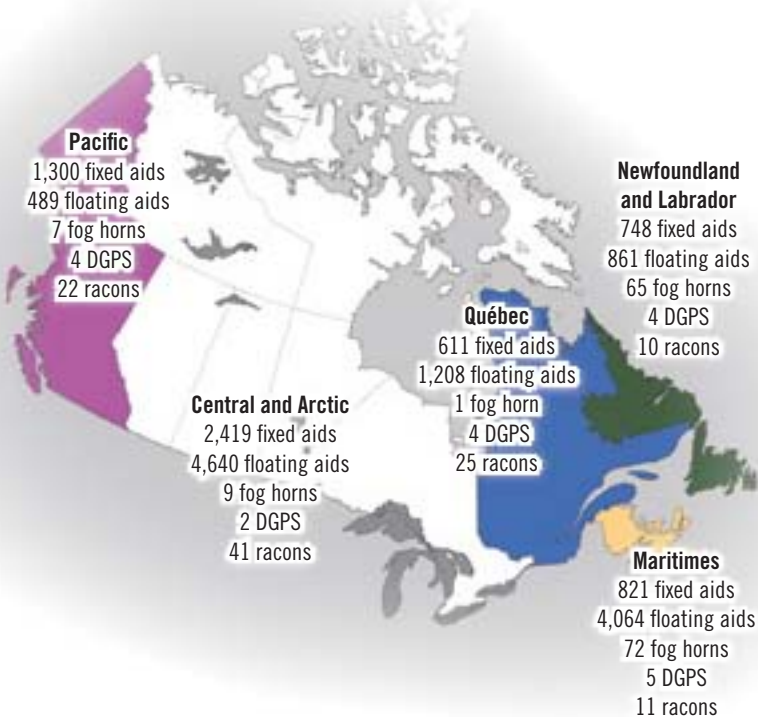 Pacific
1,300 fixed aids
489 floating aids
7 fog horns
4 DGPS
22 racons
Newfoundland
and Labrador
748 fixed aids
861 floating aids
65 fog horns
4 DGPS
10 racons
Québec
611 fixed aids
1,208 floating aids
1 fog horn
4 DGPS
25 racons
Central and Arctic
2,419 fixed aids
4,640 floating aids
9 fog horns
2 DGPS
41 racons
Maritimes
821 fixed aids
4,064 floating aids
72 fog horns
5 DGPS
11 racons